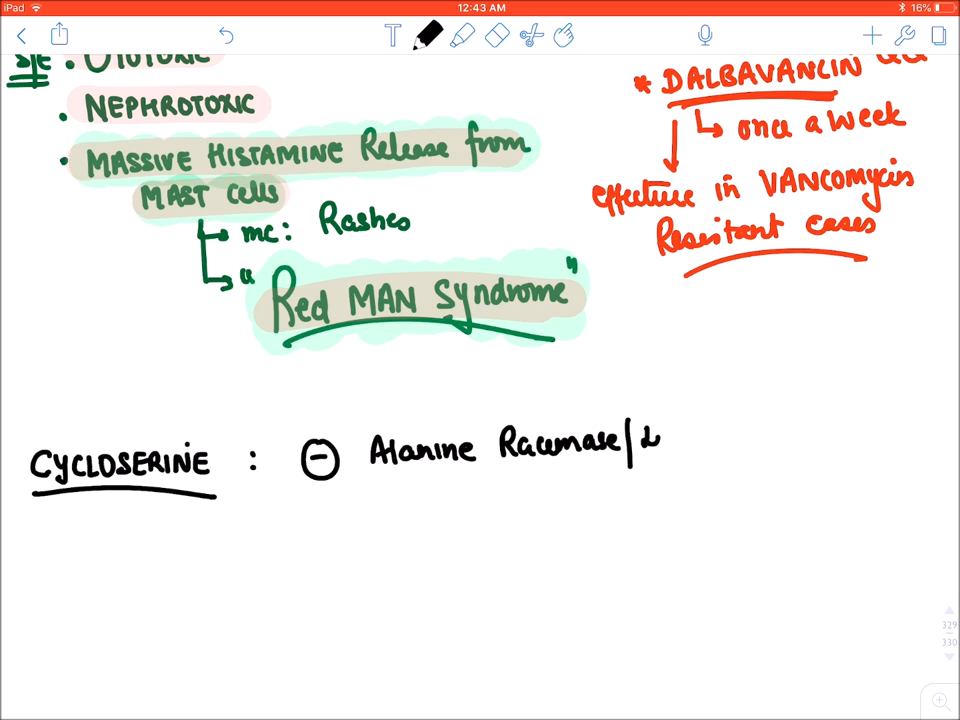 iPad 12:43 AM 16%
T
S/E . OTOTOXIC
. NEPHROTOXIC
. MASSIVE HISTAMINE Release from
MAST Cells
mc: Rashes
"Red MAN Syndrome"
* DALBAVANCIN
once a week
effective in VANCOMYCIN
Resistant cases
CYCLOSERINE : - Alanine Racemase/
329
330